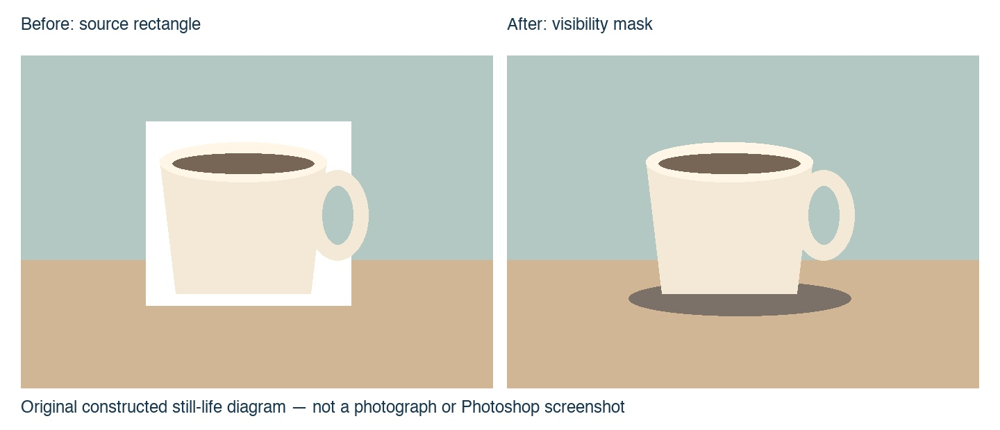 Before: source rectangle
After: visibility mask
Original constructed still-life diagram — not a photograph or Photoshop screenshot